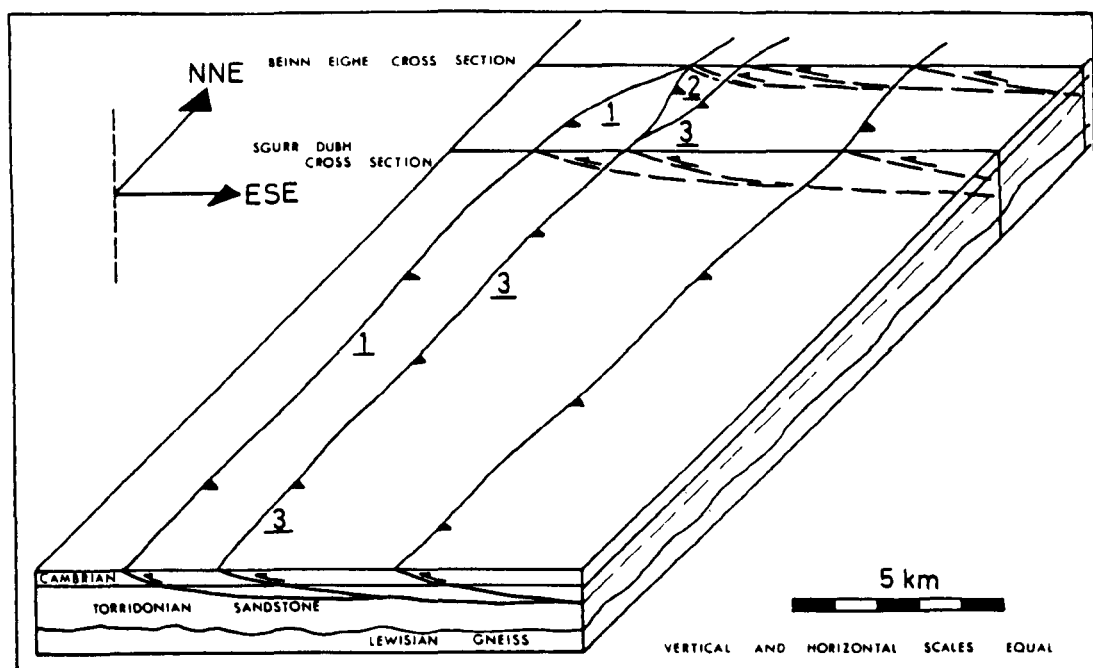 BEINN EIGHE CROSS SECTION
NNE
SGURR DUBH
CROSS SECTION
ESE
1
2
3
3
1
3
CAMBRIAN
TORRIDONIAN SANDSTONE
LEWISIAN GNEISS
5 km
VERTICAL AND HORIZONTAL SCALES EQUAL